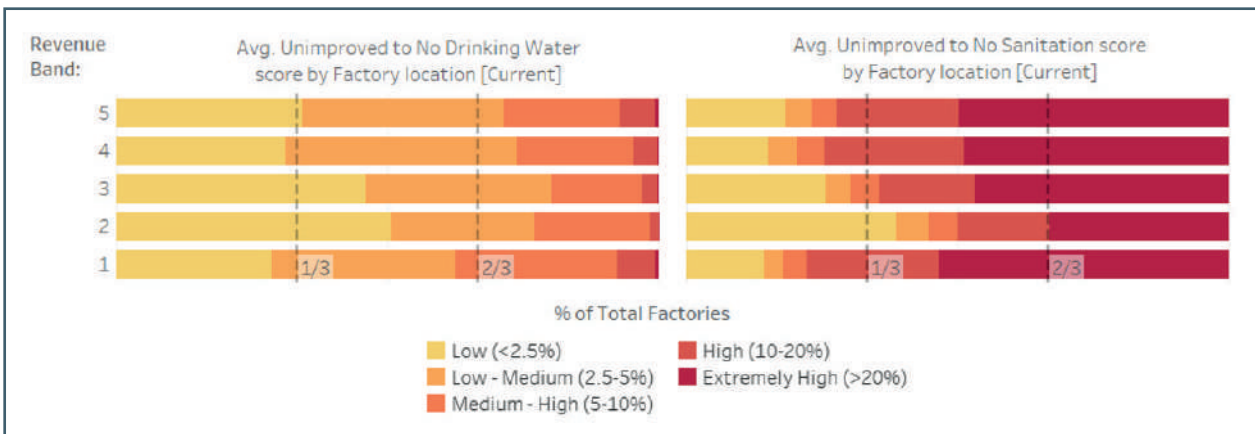 Revenue
Band:
Avg. Unimproved to No Drinking Water
score by Factory location [Current]
Avg. Unimproved to No Sanitation score
by Factory location [Current]
5
4
3
2
1
1/3
2/3
1/3
2/3
% of Total Factories
Low (<2.5%)
High (10-20%)
Low - Medium (2.5-5%)
Extremely High (>20%)
Medium - High (5-10%)